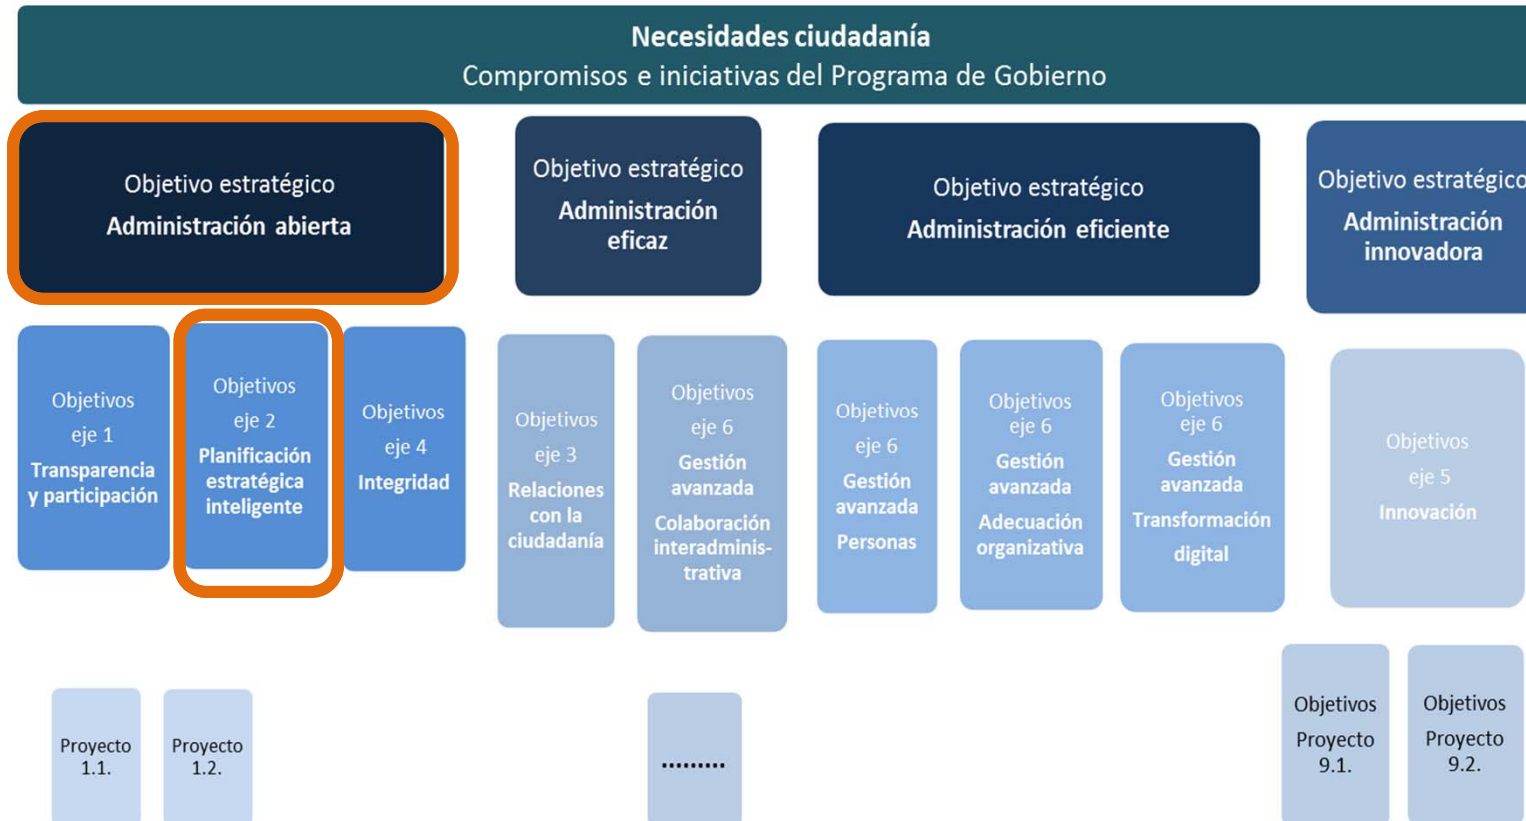 Necesidades ciudadanía
Compromisos e iniciativas del Programa de Gobierno
Objetivo estratégico
Administración abierta
Objetivo estratégico
Administración
eficaz
Objetivo estratégico
Administración eficiente
Objetivo estratégico
Administración
innovadora
Objetivos
eje 1
Transparencia
y participación
Objetivos
eje 2
Planificación
estratégica
inteligente
Objetivos
eje 4
Integridad
Objetivos
eje 3
Relaciones
con la
ciudadanía
Objetivos
eje 6
Gestión
avanzada
Colaboración
interadminis-
trativa
Objetivos
eje 6
Gestión
avanzada
Personas
Objetivos
eje 6
Gestión
avanzada
Adecuación
organizativa
Objetivos
eje 6
Gestión
avanzada
Transformación
digital
Objetivos
eje 5
Innovación
Proyecto
1.1.
Proyecto
1.2.
.........
Objetivos
Proyecto
9.1.
Objetivos
Proyecto
9.2.